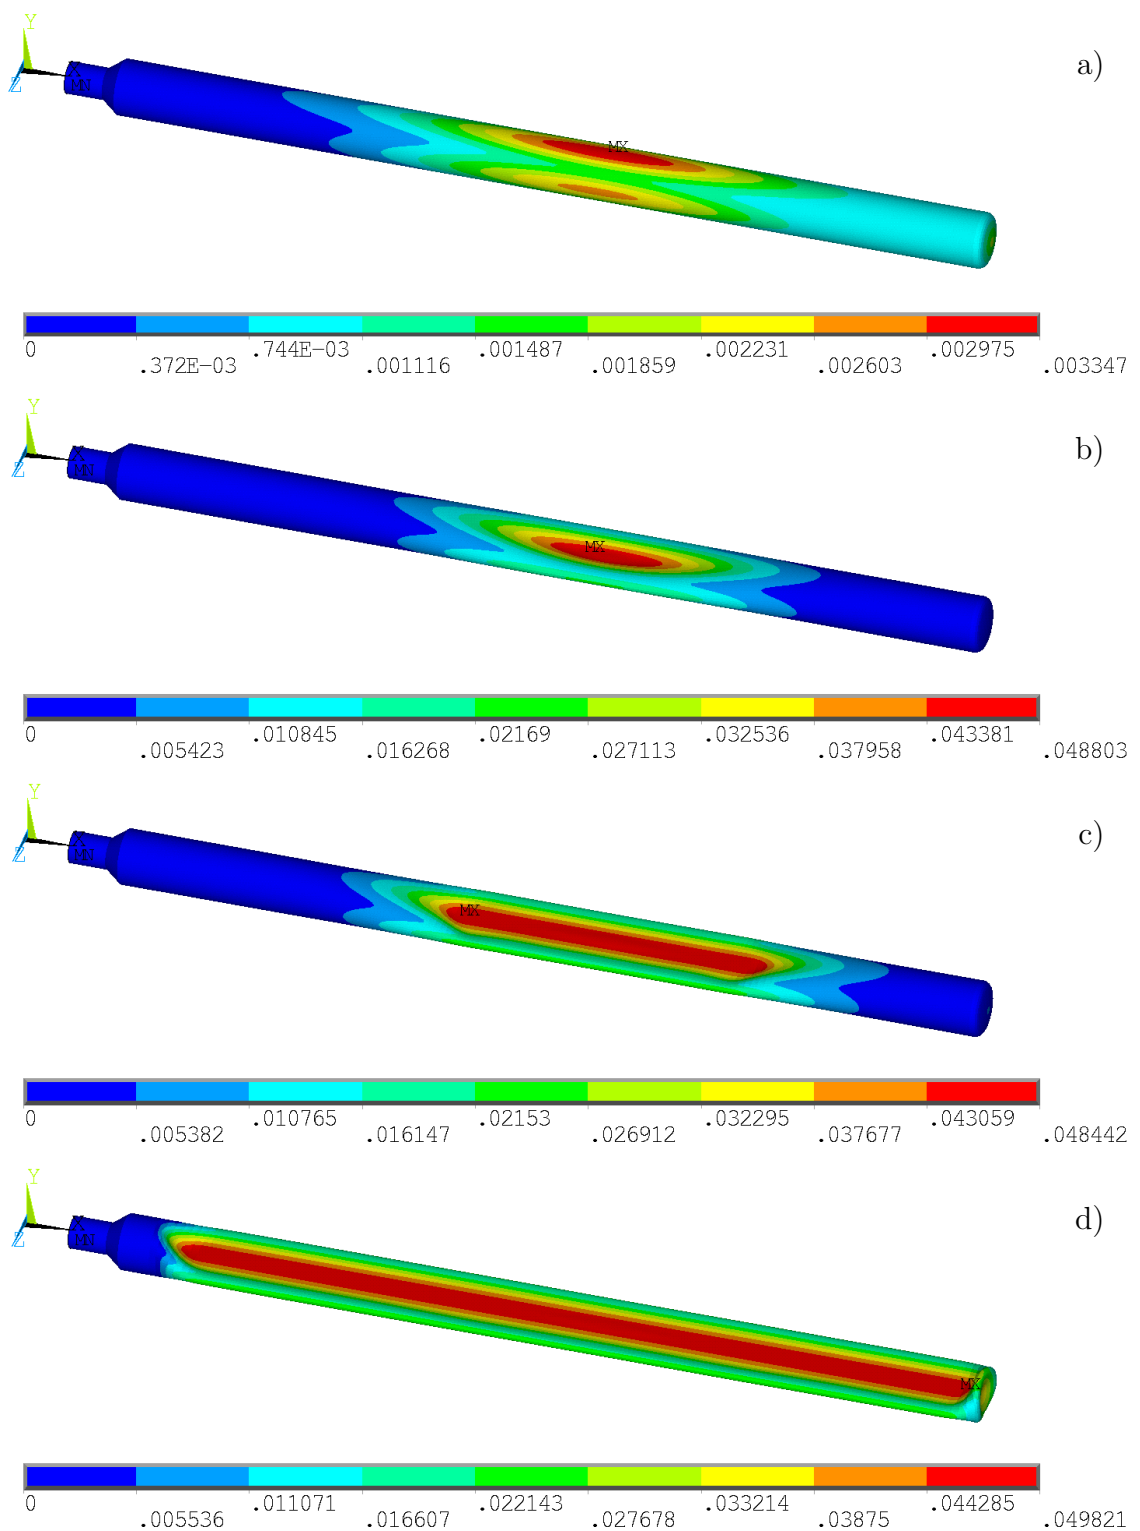 Y
a)
X
Z
MN
MX
0 .744E-03 .001487 .002231 .002975
.372E-03 .001116 .001859 .002603 .003347
Y
b)
X
Z
MN
MX
0 .010845 .02169 .032536 .043381
.005423 .016268 .027113 .037958 .048803
Y
c)
X
Z
MN
MX
0 .010765 .02153 .032295 .043059
.005382 .016147 .026912 .037677 .048442
Y
d)
X
Z
MN
MX
0 .011071 .022143 .033214 .044285
.005536 .016607 .027678 .03875 .049821